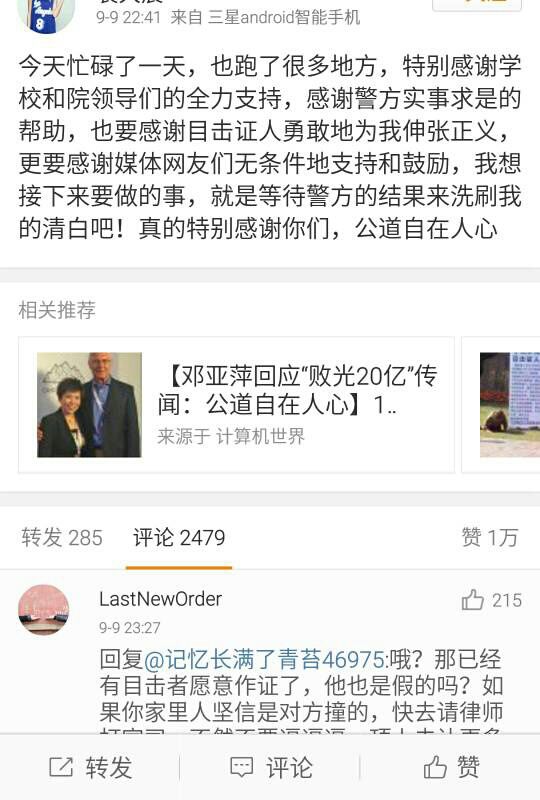 9-9 22:41 来自 三星android智能手机
今天忙碌了一天，也跑了很多地方，特别感谢学
校和院领导们的全力支持，感谢警方实事求是的
帮助，也要感谢目击证人勇敢地为我伸张正义，
更要感谢媒体网友们无条件地支持和鼓励，我想
接下来要做的事，就是等待警方的结果来洗刷我
的清白吧！真的特别感谢你们，公道自在人心
相关推荐
【邓亚萍回应“败光20亿”传
闻：公道自在人心】1..
来源于 计算机世界
转发 285 评论 2479 赞 1万
LastNewOrder 215
9-9 23:27
回复@记忆长满了青苔46975:哦？那已经
有目击者愿意作证了，他也是假的吗？如
果你家里人坚信是对方撞的，快去请律师
转发 评论 赞